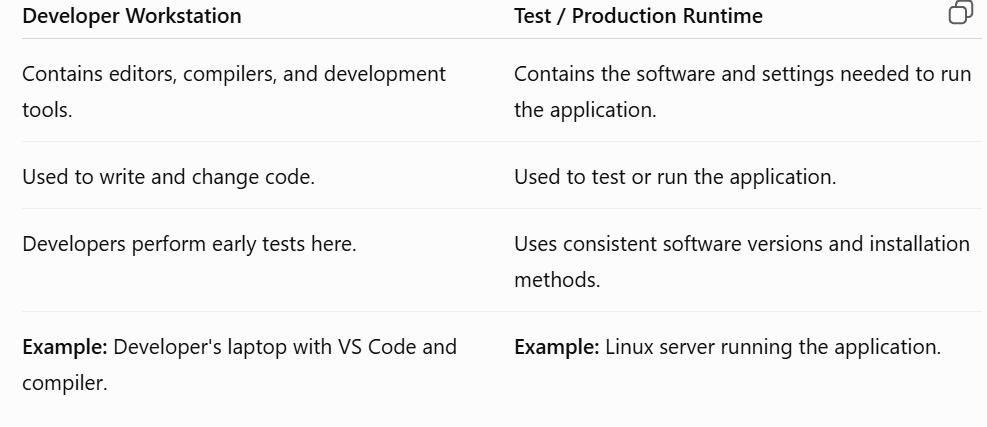 Developer Workstation
Test / Production Runtime
Contains editors, compilers, and development
tools.
Contains the software and settings needed to run
the application.
Used to write and change code.
Used to test or run the application.
Developers perform early tests here.
Uses consistent software versions and installation
methods.
Example: Developer's laptop with VS Code and
compiler.
Example: Linux server running the application.